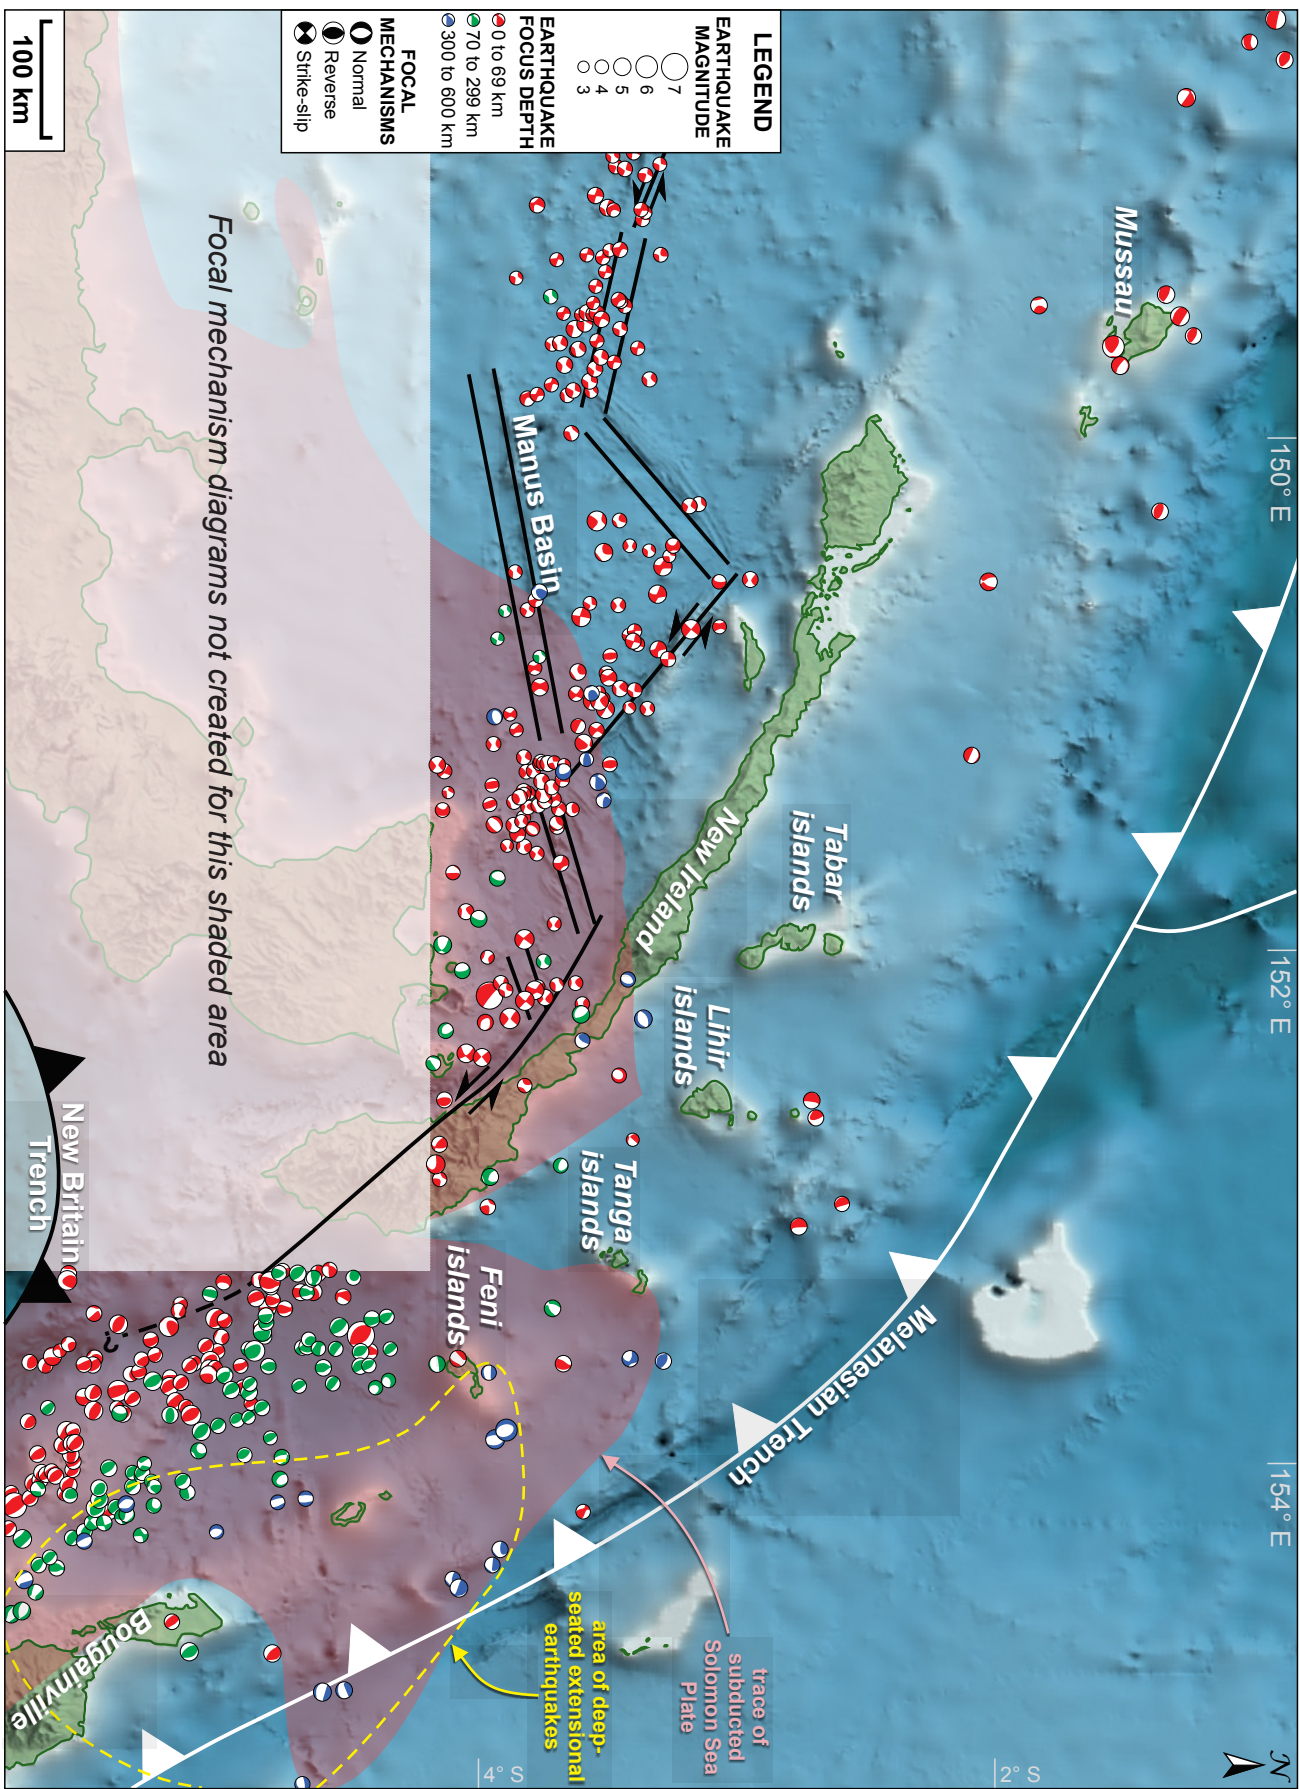 N
150° E
152° E
154° E
2° S
4° S
Mussau
Tabar
islands
Lihir
islands
Tanga
islands
Feni
islands
New Ireland
Manus Basin
Melanesian Trench
Bougainville
New Britain
Trench
?
trace of
subducted
Solomon Sea
Plate
area of deep-
seated extensional
earthquakes
Focal mechanism diagrams not created for this shaded area
LEGEND
EARTHQUAKE
MAGNITUDE
7
6
5
4
3
EARTHQUAKE
FOCUS DEPTH
0 to 69 km
70 to 299 km
300 to 600 km
FOCAL
MECHANISMS
Normal
Reverse
Strike-slip
100 km